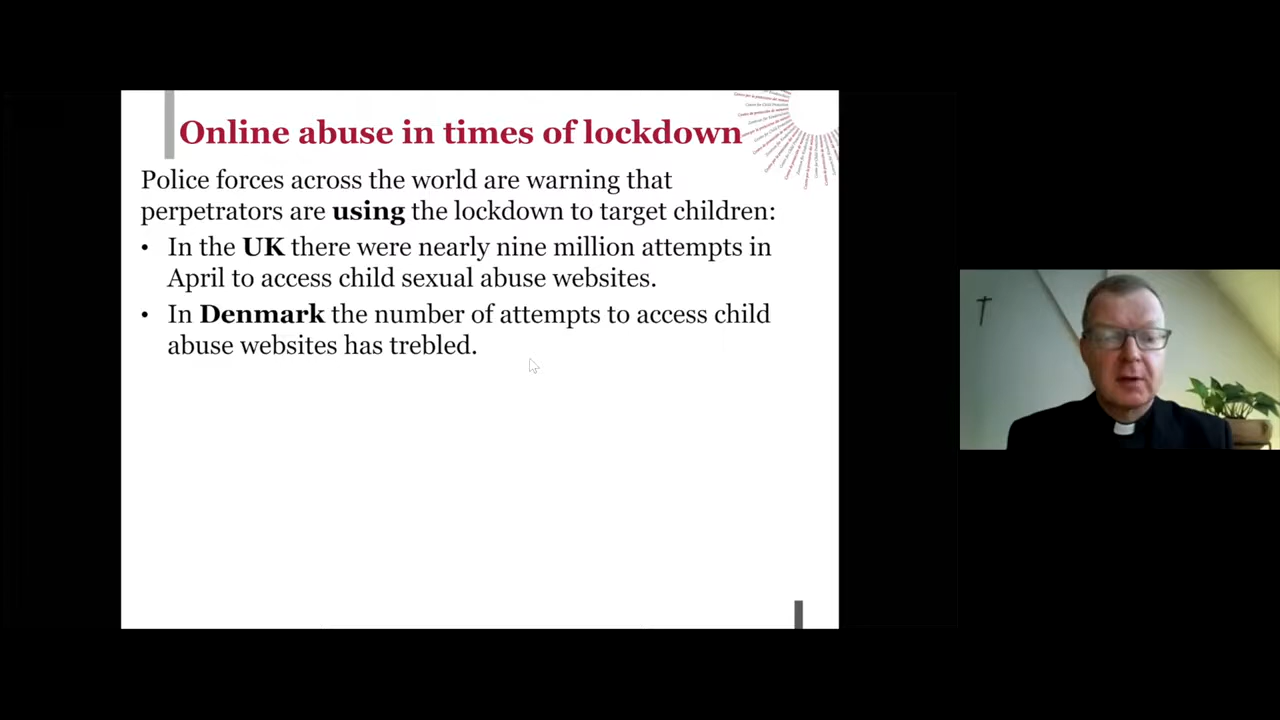 Online abuse in times of lockdown
Police forces across the world are warning that
perpetrators are using the lockdown to target children:
• In the UK there were nearly nine million attempts in
April to access child sexual abuse websites.
• In Denmark the number of attempts to access child
abuse websites has trebled.